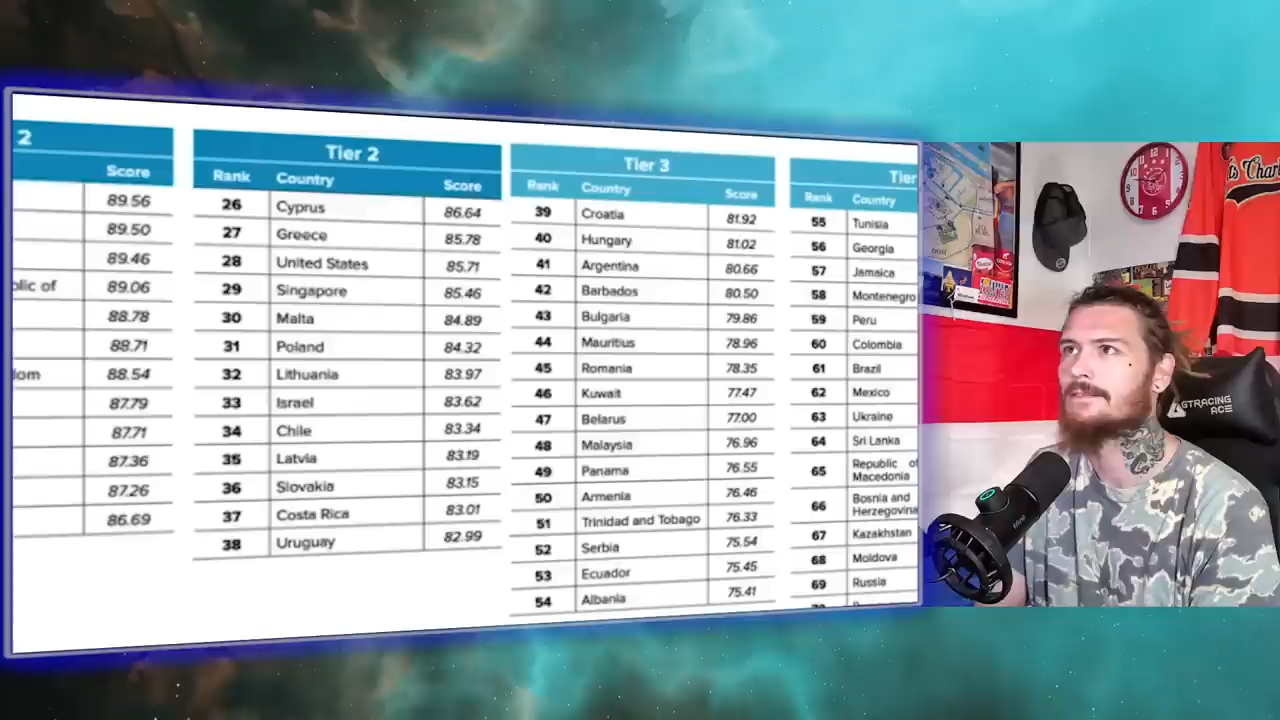 2
Score
89.56
89.50
89.46
olic of 89.06
88.78
88.71
dom 88.54
87.79
87.71
87.36
87.26
86.69
Tier 2
Rank Country Score
26 Cyprus 86.64
27 Greece 85.78
28 United States 85.71
29 Singapore 85.46
30 Malta 84.89
31 Poland 84.32
32 Lithuania 83.97
33 Israel 83.62
34 Chile 83.34
35 Latvia 83.19
36 Slovakia 83.15
37 Costa Rica 83.01
38 Uruguay 82.99
Tier 3
Rank Country Score
39 Croatia 81.92
40 Hungary 81.02
41 Argentina 80.66
42 Barbados 80.50
43 Bulgaria 79.86
44 Mauritius 78.96
45 Romania 78.35
46 Kuwait 77.47
47 Belarus 77.00
48 Malaysia 76.96
49 Panama 76.55
50 Armenia 76.46
51 Trinidad and Tobago 76.33
52 Serbia 75.54
53 Ecuador 75.45
54 Albania 75.41
Tier
Rank Country
55 Tunisia
56 Georgia
57 Jamaica
58 Montenegro
59 Peru
60 Colombia
61 Brazil
62 Mexico
63 Ukraine
64 Sri Lanka
65 Republic of
Macedonia
66 Bosnia and
Herzegovina
67 Kazakhstan
68 Moldova
69 Russia
GTRACING
ACE